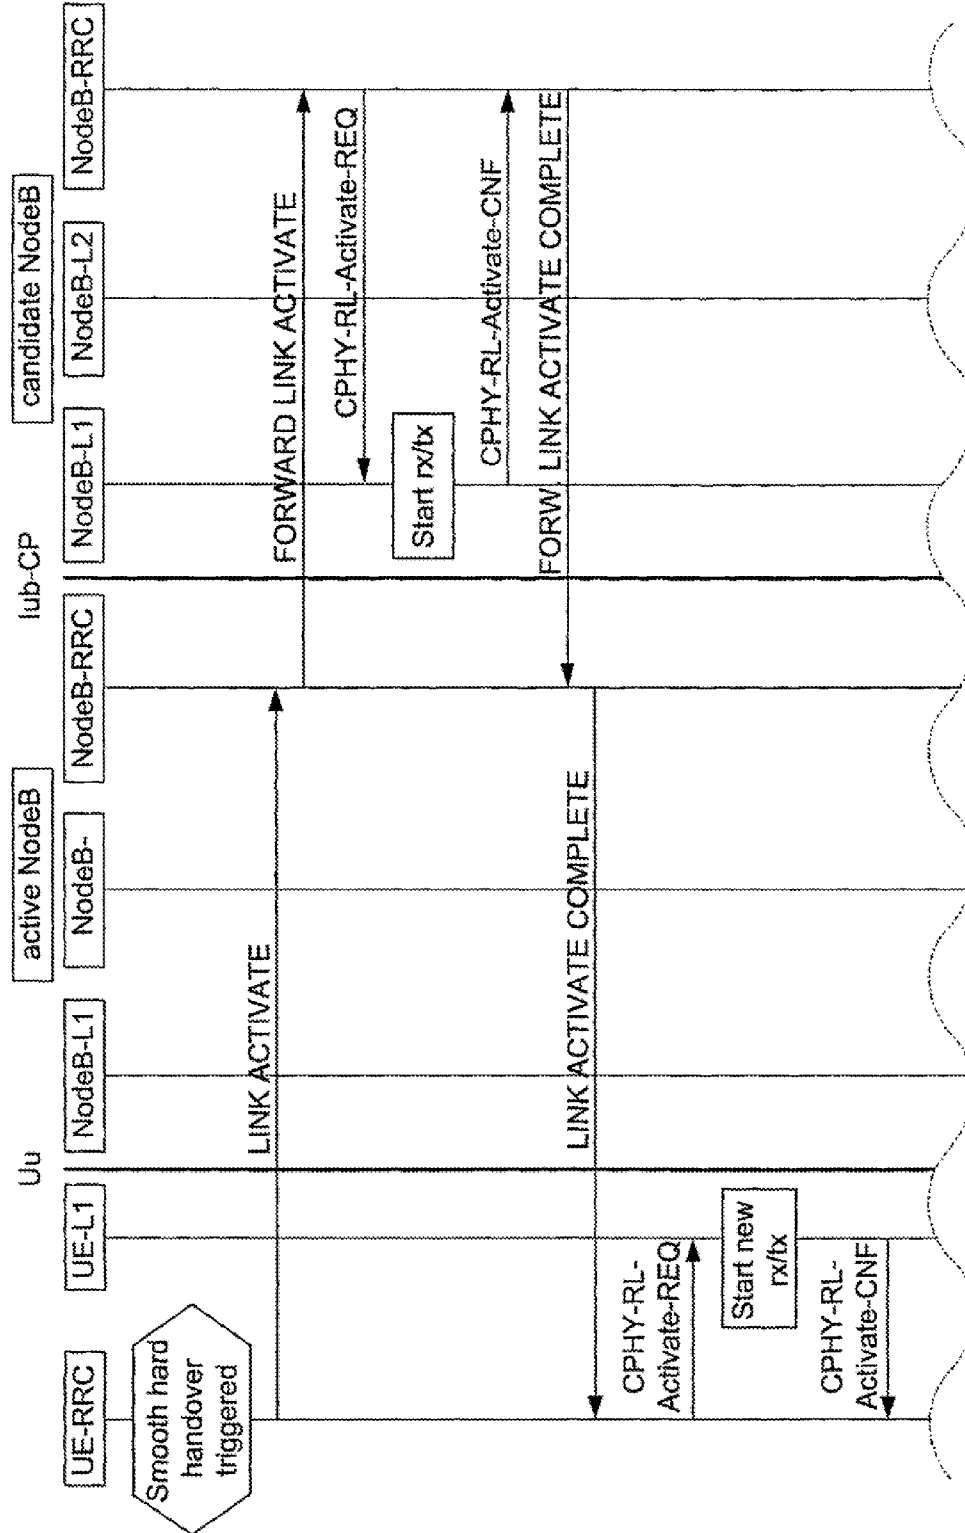 active NodeB
candidate NodeB
Uu
Iub-CP
UE-RRC
UE-L1
NodeB-L1
NodeB-
NodeB-RRC
NodeB-L1
NodeB-L2
NodeB-RRC
Smooth hard
handover
triggered
LINK ACTIVATE
FORWARD LINK ACTIVATE
CPHY-RL-Activate-REQ
Start rx/tx
CPHY-RL-Activate-CNF
FORW. LINK ACTIVATE COMPLETE
LINK ACTIVATE COMPLETE
CPHY-RL-
Activate-REQ
Start new
rx/tx
CPHY-RL-
Activate-CNF